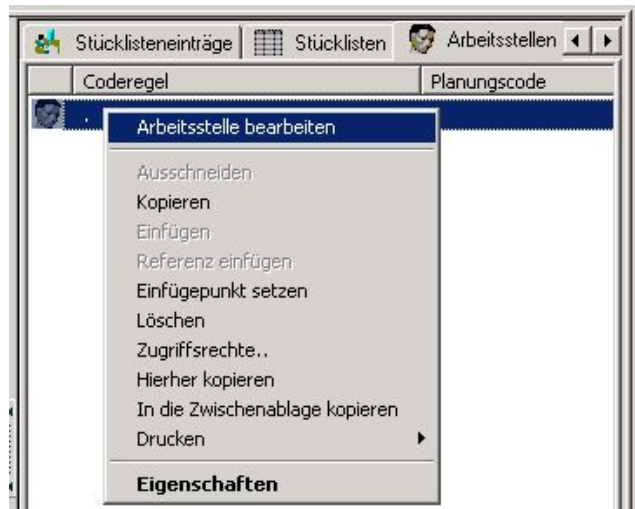 Stücklisteneinträge Stücklisten Arbeitsstellen
Coderegel Planungscode
.
Arbeitsstelle bearbeiten
Ausschneiden
Kopieren
Einfügen
Referenz einfügen
Einfügepunkt setzen
Löschen
Zugriffsrechte..
Hierher kopieren
In die Zwischenablage kopieren
Drucken
Eigenschaften